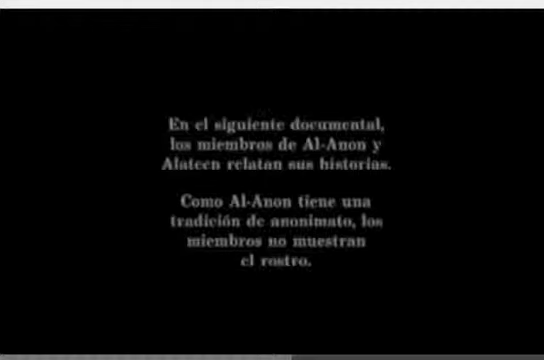 En el siguiente documental,
los miembros de Al-Anon y
Alateen relatan sus historias.
Como Al-Anon tiene una
tradición de anonimato, los
miembros no muestran
el rostro.